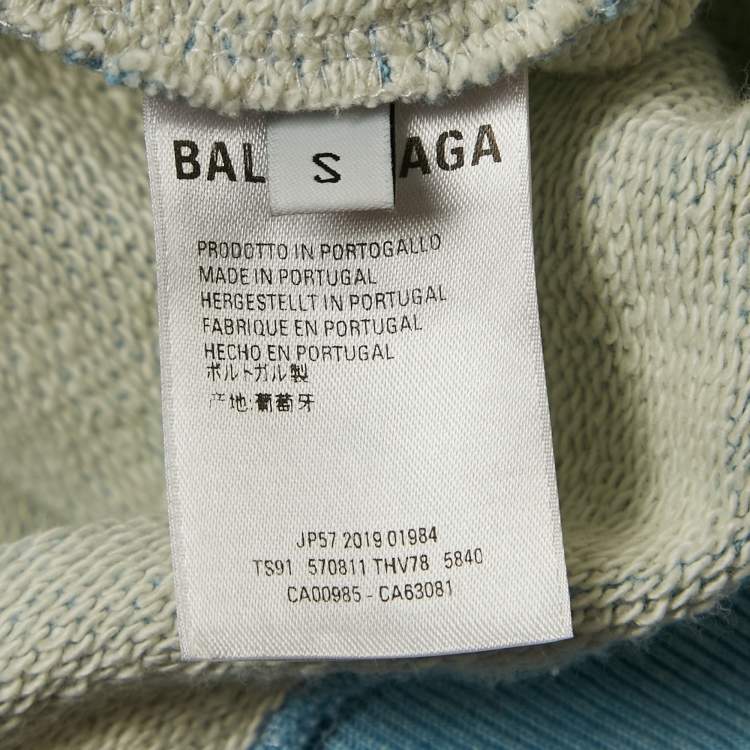 BAL S AGA
PRODOTTO IN PORTOGALLO
MADE IN PORTUGAL
HERGESTELLT IN PORTUGAL
FABRIQUE EN PORTUGAL
HECHO EN PORTUGAL
ポルトガル製
产地:葡萄牙
JP57 2019 01984
TS91 570811 THV78 5840
CA00985 - CA63081